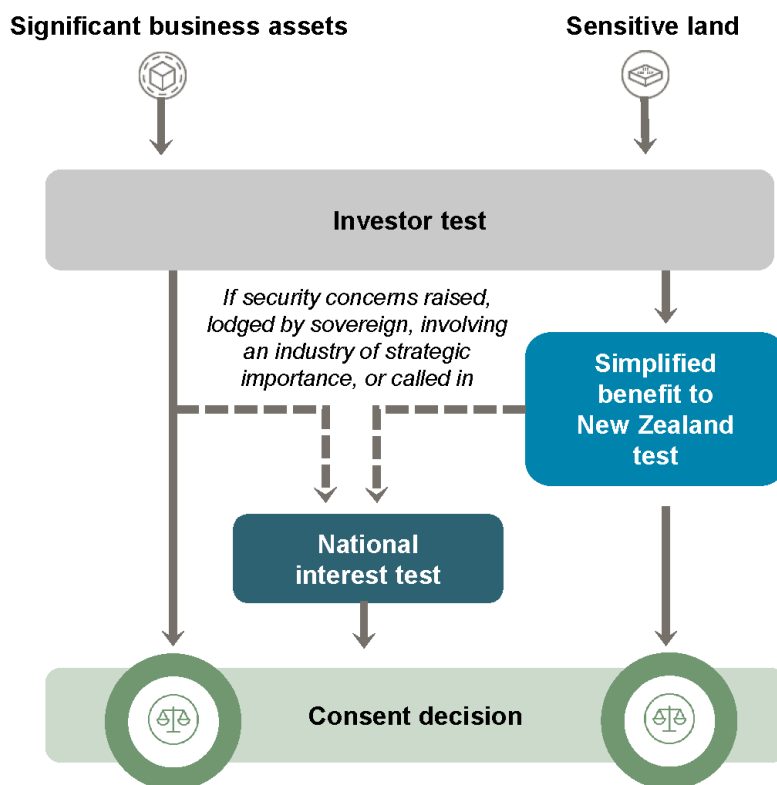 Significant business assets
Sensitive land
Investor test
If security concerns raised,
lodged by sovereign, involving
an industry of strategic
importance, or called in
Simplified
benefit to
New Zealand
test
National
interest test
Consent decision